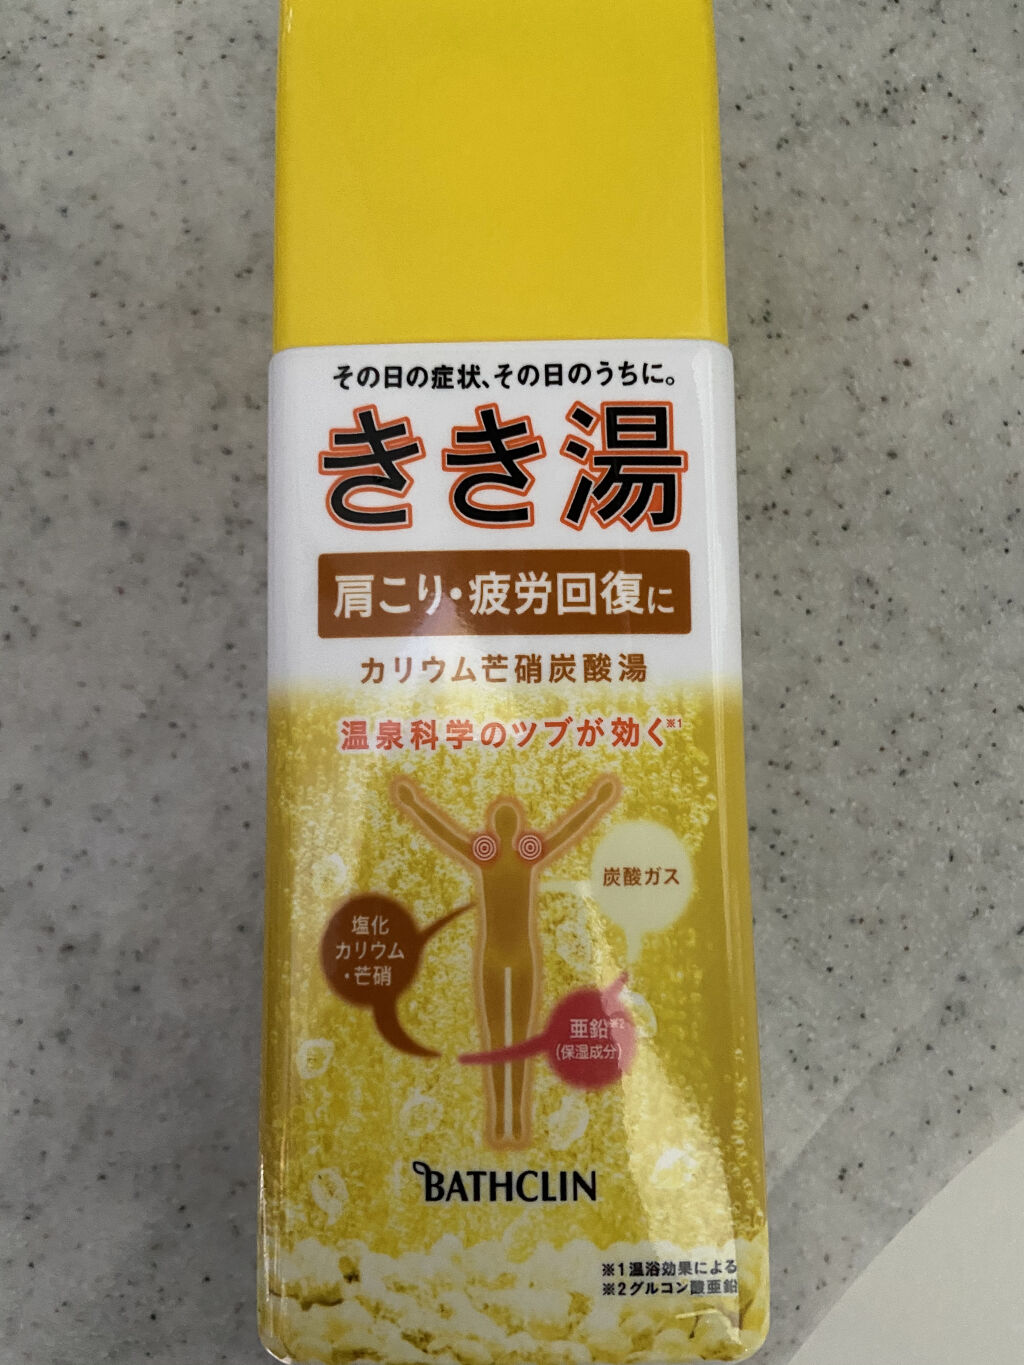 その日の症状、その日のうちに。
きき湯
肩こり・疲労回復に
カリウム芒硝炭酸湯
温泉科学のツブが効く※1
炭酸ガス
塩化
カリウム
・芒硝
亜鉛※2
(保湿成分)
BATHCLIN
※1温浴効果による
※2グルコン酸亜鉛